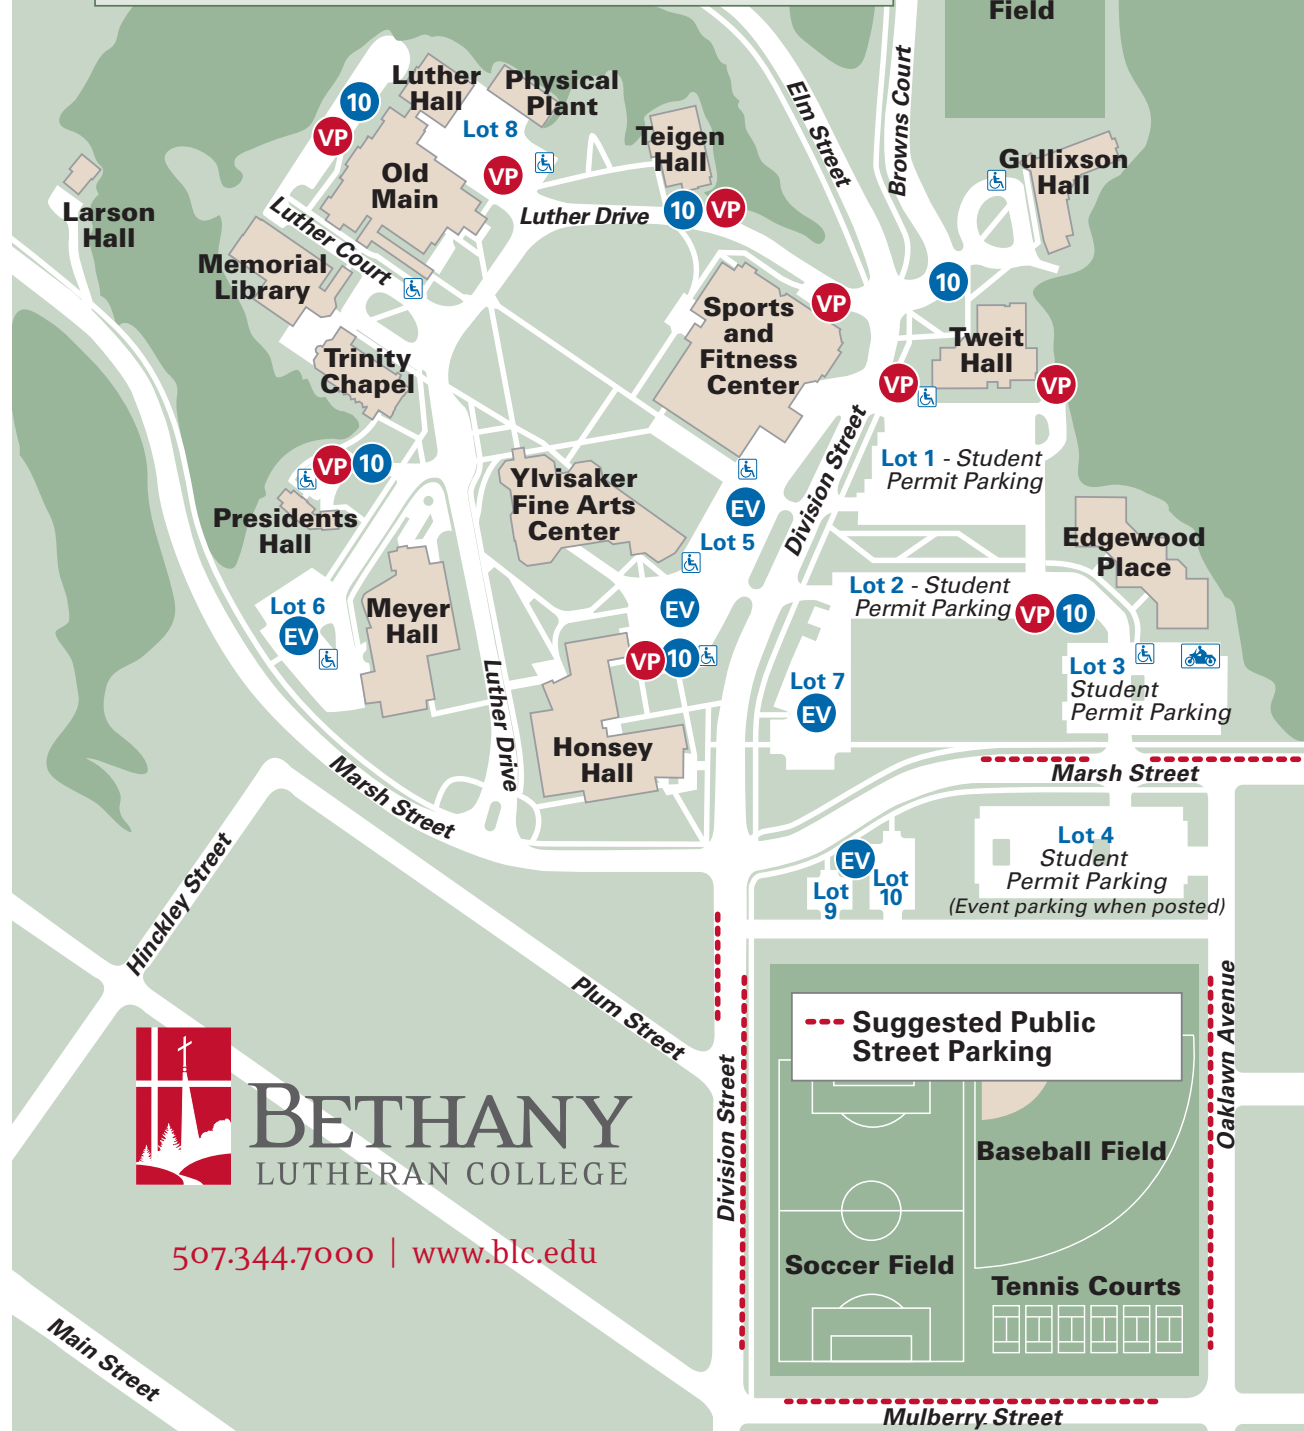 Field
Luther
Hall
Physical
Plant
10
VP
Lot 8
Elm Street
Browns Court
Teigen
Hall
Gullixson
Hall
Old
Main
VP
Larson
Hall
Luther Drive
10
VP
Luther Court
Memorial
Library
10
VP
Sports
and
Fitness
Center
Tweit
Hall
Trinity
Chapel
VP
VP
Division Street
Lot 1 - Student
Permit Parking
VP
10
Ylvisaker
Fine Arts
Center
EV
Presidents
Hall
Lot 5
Edgewood
Place
Lot 2 - Student
Permit Parking
VP
10
Lot 6
EV
Meyer
Hall
EV
VP
10
Lot 3
Student
Permit Parking
Lot 7
EV
Luther Drive
Honsey
Hall
Marsh Street
Marsh Street
Hinckley Street
Lot 4
Student
Permit Parking
(Event parking when posted)
EV
Lot
9
Lot
10
Plum Street
Oaklawn Avenue
Suggested Public
Street Parking
Division Street
BETHANY
LUTHERAN COLLEGE
507.344.7000 | www.blc.edu
Baseball Field
Soccer Field
Tennis Courts
Main Street
Mulberry Street